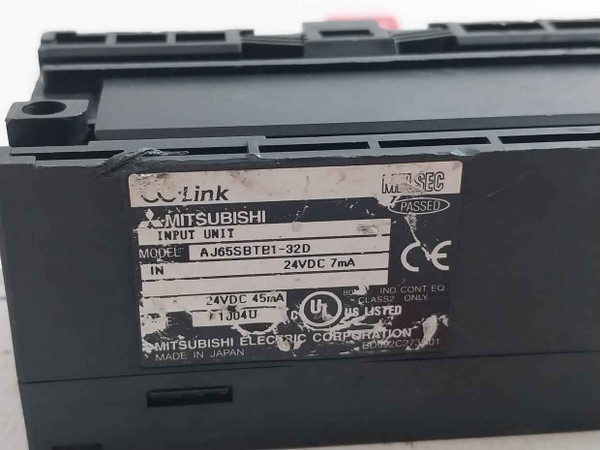 CC-Link MELSEC
MITSUBISHI PASSED
INPUT UNIT
MODEL AJ65SBTB1-32D
IN 24VDC 7mA
IND. CONT. EQ.
24VDC 45mA CLASS2 ONLY
C UL US LISTED
MITSUBISHI ELECTRIC CORPORATION
MADE IN JAPAN
CE